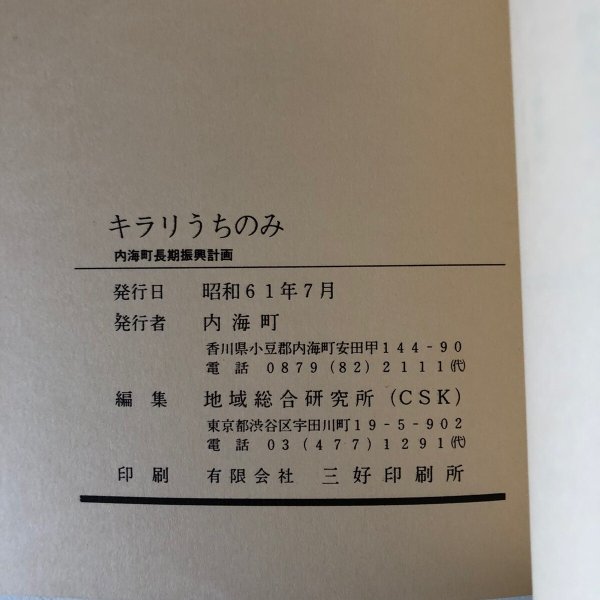 キラリうちのみ
内海町長期振興計画
発行日 昭和61年7月
発行者 内海町
香川県小豆郡内海町安田甲144-90
電話 0879(82)2111㈹
編集 地域総合研究所(CSK)
東京都渋谷区宇田川町19-5-902
電話 03(477)1291㈹
印刷 有限会社 三好印刷所